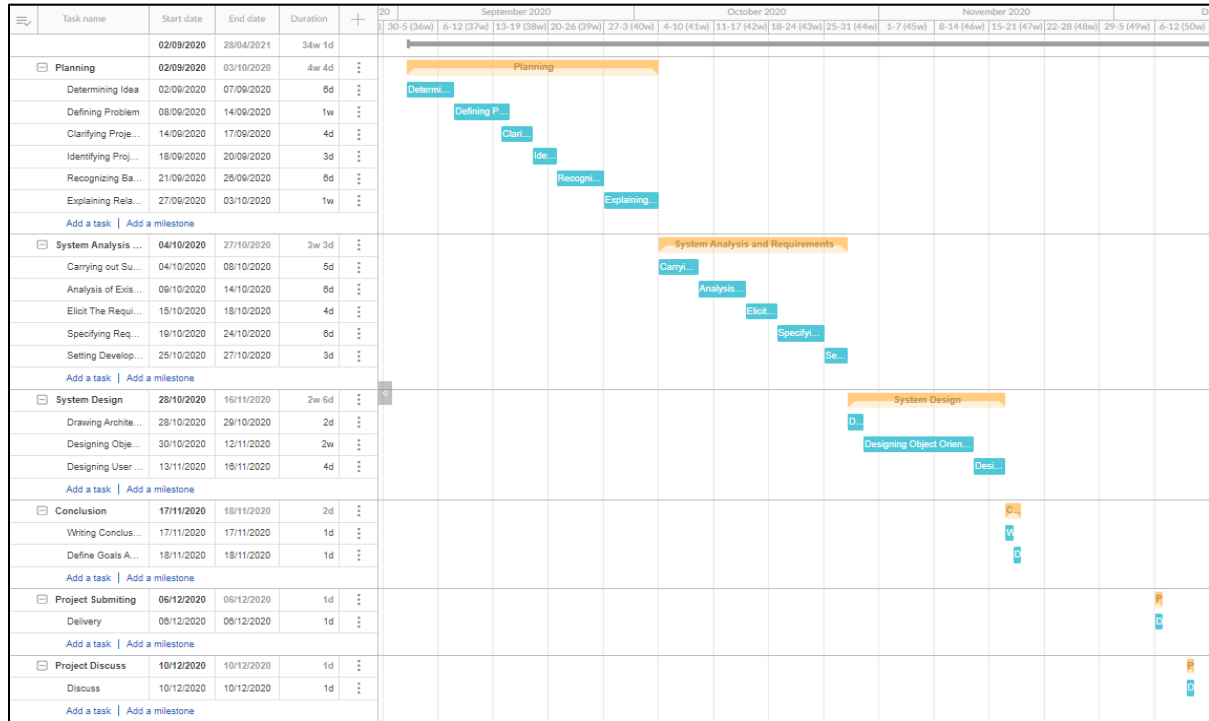 Task name Start date End date Duration
20 September 2020 October 2020 November 2020 D
) 30-5 (36w) 6-12 (37w) 13-19 (38w) 20-26 (39w) 27-3 (40w) 4-10 (41w) 11-17 (42w) 18-24 (43w) 25-31 (44w) 1-7 (45w) 8-14 (46w) 15-21 (47w) 22-28 (48w) 29-5 (49w) 6-12 (50w)
02/09/2020 28/04/2021 34w 1d
Planning 02/09/2020 03/10/2020 4w 4d Planning
Determining Idea 02/09/2020 07/09/2020 6d Determi...
Defining Problem 08/09/2020 14/09/2020 1w Defining P...
Clarifying Proje... 14/09/2020 17/09/2020 4d Clari...
Identifying Proj... 18/09/2020 20/09/2020 3d Ide...
Recognizing Ba... 21/09/2020 26/09/2020 6d Recogni...
Explaining Rela... 27/09/2020 03/10/2020 1w Explaining...
Add a task | Add a milestone
System Analysis ... 04/10/2020 27/10/2020 3w 3d System Analysis and Requirements
Carrying out Su... 04/10/2020 08/10/2020 5d Carryi...
Analysis of Exis... 09/10/2020 14/10/2020 6d Analysis...
Elicit The Requi... 15/10/2020 18/10/2020 4d Elicit...
Specifying Req... 19/10/2020 24/10/2020 6d Specifyi...
Setting Develop... 25/10/2020 27/10/2020 3d Se...
Add a task | Add a milestone
System Design 28/10/2020 16/11/2020 2w 6d System Design
Drawing Archite... 28/10/2020 29/10/2020 2d D...
Designing Obje... 30/10/2020 12/11/2020 2w Designing Object Orien...
Designing User ... 13/11/2020 16/11/2020 4d Desi...
Add a task | Add a milestone
Conclusion 17/11/2020 18/11/2020 2d C...
Writing Conclus... 17/11/2020 17/11/2020 1d W
Define Goals A... 18/11/2020 18/11/2020 1d D
Add a task | Add a milestone
Project Submiting 06/12/2020 06/12/2020 1d P
Delivery 06/12/2020 06/12/2020 1d D
Add a task | Add a milestone
Project Discuss 10/12/2020 10/12/2020 1d P
Discuss 10/12/2020 10/12/2020 1d D
Add a task | Add a milestone